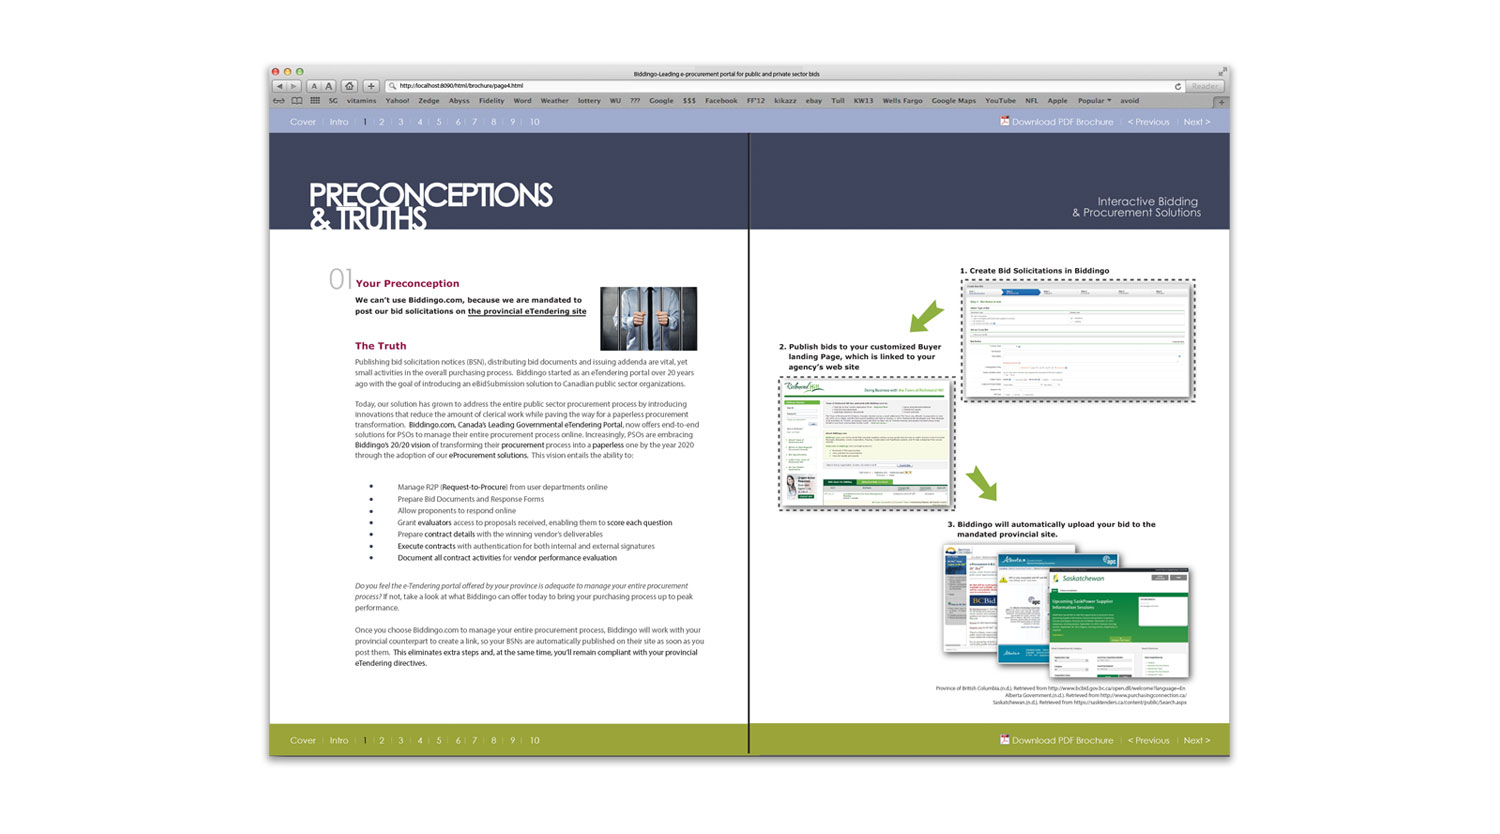 Biddingo-Leading e-procurement portal for public and private sector bids
A A + http://localhost:8090/html/brochure/page4.html Reader
SG vitamins Yahoo! Zedge Abyss Fidelity Word Weather lottery WU ??? Google $$$ Facebook FF'12 kikazz ebay Tull KW13 Wells Fargo Google Maps YouTube NFL Apple Popular avoid
Cover | Intro | 1 | 2 | 3 | 4 | 5 | 6 | 7 | 8 | 9 | 10
Download PDF Brochure | < Previous | Next >
PRECONCEPTIONS
& TRUTHS
Interactive Bidding
& Procurement Solutions
01 Your Preconception
We can't use Biddingo.com, because we are mandated to
post our bid solicitations on the provincial eTendering site
The Truth
Publishing bid solicitation notices (BSN), distributing bid documents and issuing addenda are vital, yet
small activities in the overall purchasing process. Biddingo started as an eTendering portal over 20 years
ago with the goal of introducing an eBidSubmission solution to Canadian public sector organizations.
Today, our solution has grown to address the entire public sector procurement process by introducing
innovations that reduce the amount of clerical work while paving the way for a paperless procurement
transformation. Biddingo.com, Canada's Leading Governmental eTendering Portal, now offers end-to-end
solutions for PSOs to manage their entire procurement process online. Increasingly, PSOs are embracing
Biddingo's 20/20 vision of transforming their procurement process into a paperless one by the year 2020
through the adoption of our eProcurement solutions. This vision entails the ability to:
• Manage R2P (Request-to-Procure) from user departments online
• Prepare Bid Documents and Response Forms
• Allow proponents to respond online
• Grant evaluators access to proposals received, enabling them to score each question
• Prepare contract details with the winning vendor's deliverables
• Execute contracts with authentication for both internal and external signatures
• Document all contract activities for vendor performance evaluation
Do you feel the e-Tendering portal offered by your province is adequate to manage your entire procurement
process? If not, take a look at what Biddingo can offer today to bring your purchasing process up to peak
performance.
Once you choose Biddingo.com to manage your entire procurement process, Biddingo will work with your
provincial counterpart to create a link, so your BSNs are automatically published on their site as soon as you
post them. This eliminates extra steps and, at the same time, you'll remain compliant with your provincial
eTendering directives.
1. Create Bid Solicitations in Biddingo
2. Publish bids to your customized Buyer
landing Page, which is linked to your
agency's web site
Richmond Hill
Doing Business with the Town of Richmond Hill
3. Biddingo will automatically upload your bid to the
mandated provincial site.
BCBid
Alberta
apc
Saskatchewan
Upcoming SaskPower Supplier
Information Sessions
Province of British Columbia.(n.d.). Retrieved from http://www.bcbid.gov.bc.ca/open.dll/welcome?language=En
Alberta Government.(n.d.). Retrieved from http://www.purchasingconnection.ca/
Saskatchewan.(n.d.). Retrieved from https://sasktenders.ca/content/public/Search.aspx
Cover | Intro | 1 | 2 | 3 | 4 | 5 | 6 | 7 | 8 | 9 | 10
Download PDF Brochure | < Previous | Next >